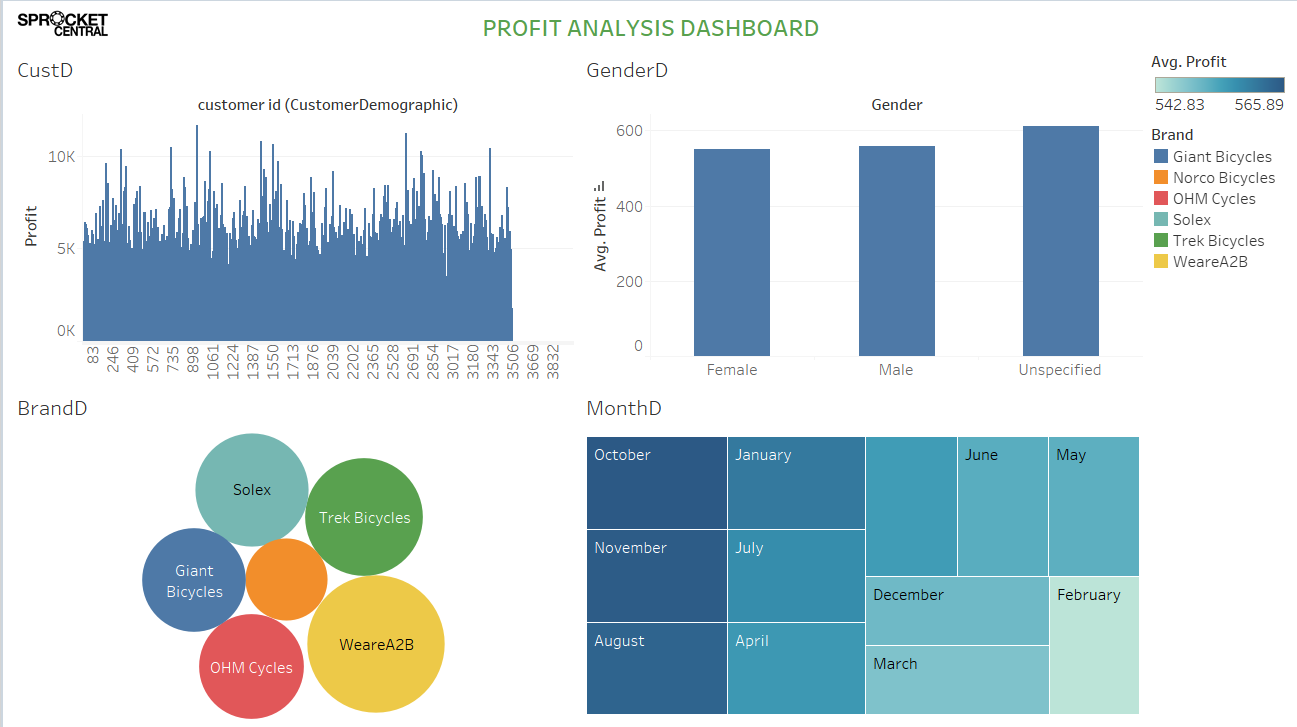 SPROCKET
CENTRAL
PROFIT ANALYSIS DASHBOARD
CustD
customer id (CustomerDemographic)
Profit
10K
5K
0K
83
246
409
572
735
898
1061
1224
1387
1550
1713
1876
2039
2202
2365
2528
2691
2854
3017
3180
3343
3506
3669
3832
GenderD
Gender
Avg. Profit
600
400
200
0
Female
Male
Unspecified
Avg. Profit
542.83 565.89
Brand
Giant Bicycles
Norco Bicycles
OHM Cycles
Solex
Trek Bicycles
WeareA2B
BrandD
Solex
Trek Bicycles
Giant
Bicycles
WeareA2B
OHM Cycles
MonthD
October
January
June
May
November
July
December
February
August
April
March